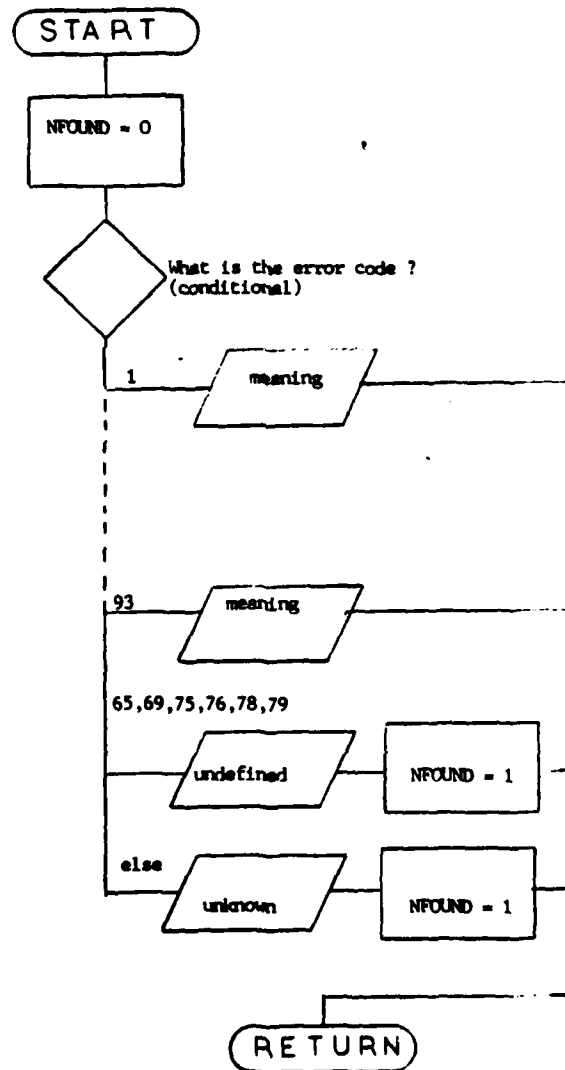 START
NFOUND = 0
What is the error code ?
(conditional)
1
meaning
93
meaning
65,69,75,76,78,79
undefined
NFOUND = 1
else
unknown
NFOUND = 1
RETURN